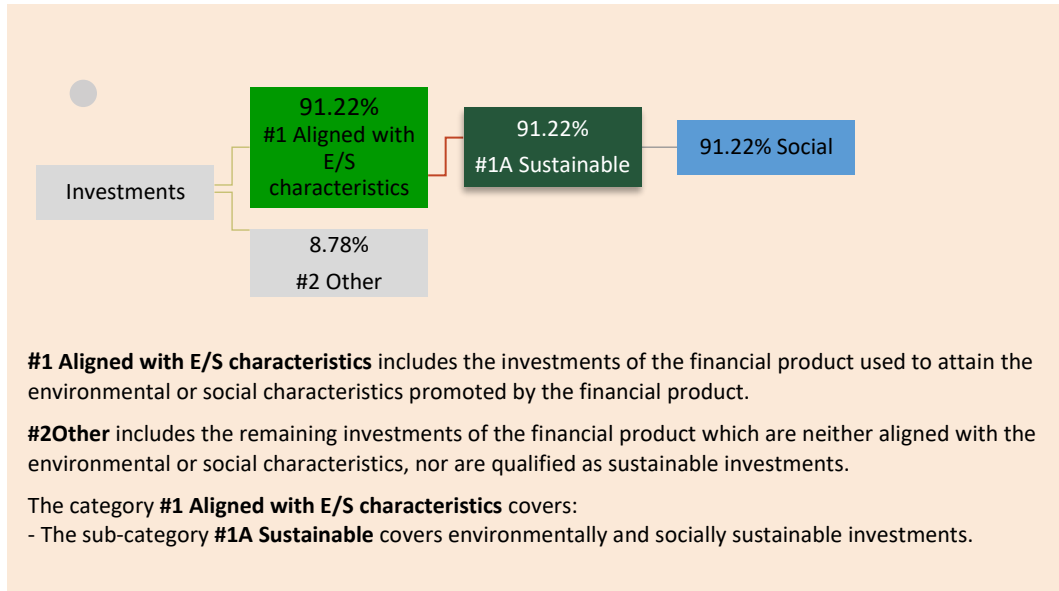 91.22%
#1 Aligned with
E/S
characteristics
91.22%
#1A Sustainable
91.22% Social
Investments
8.78%
#2 Other
#1 Aligned with E/S characteristics includes the investments of the financial product used to attain the
environmental or social characteristics promoted by the financial product.
#2Other includes the remaining investments of the financial product which are neither aligned with the
environmental or social characteristics, nor are qualified as sustainable investments.
The category #1 Aligned with E/S characteristics covers:
- The sub-category #1A Sustainable covers environmentally and socially sustainable investments.